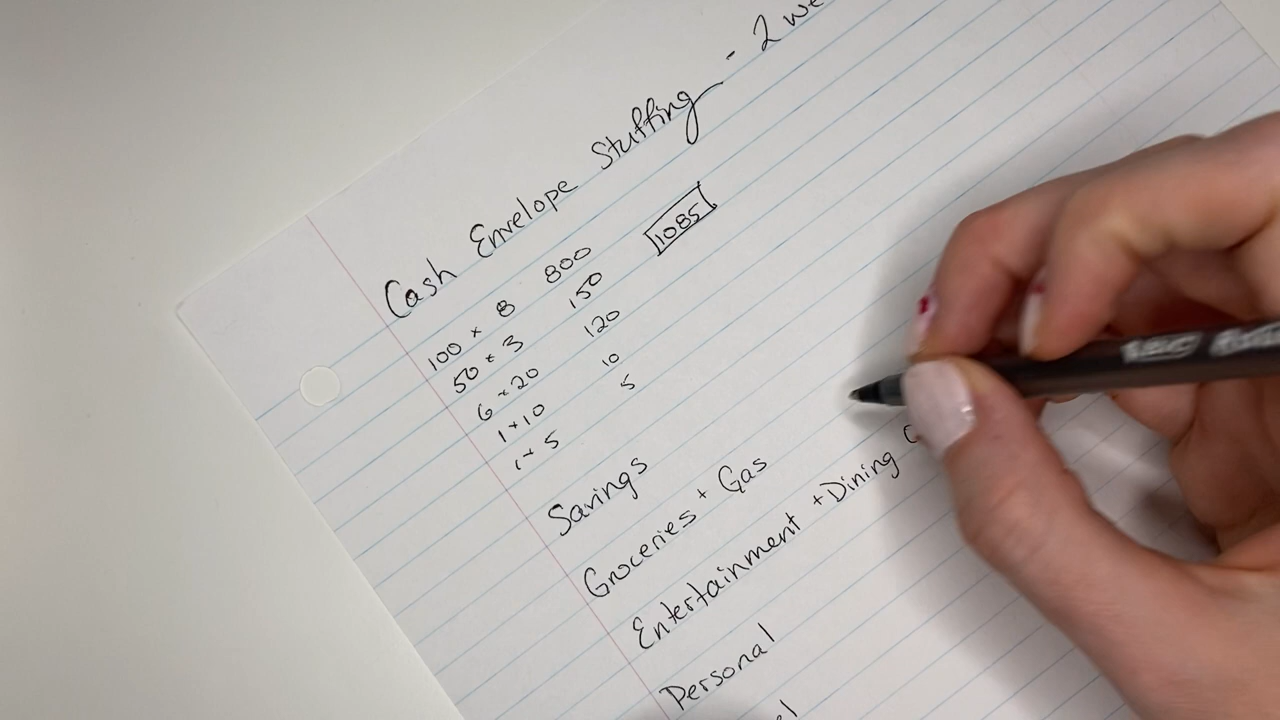 Cash Envelope Stuffing - 2
100 x 8 800 1085
50 x 3 150
6 x 20 120
1 x 10 10
1 x 5 5
Savings
Groceries + Gas
Entertainment + Dining
Personal